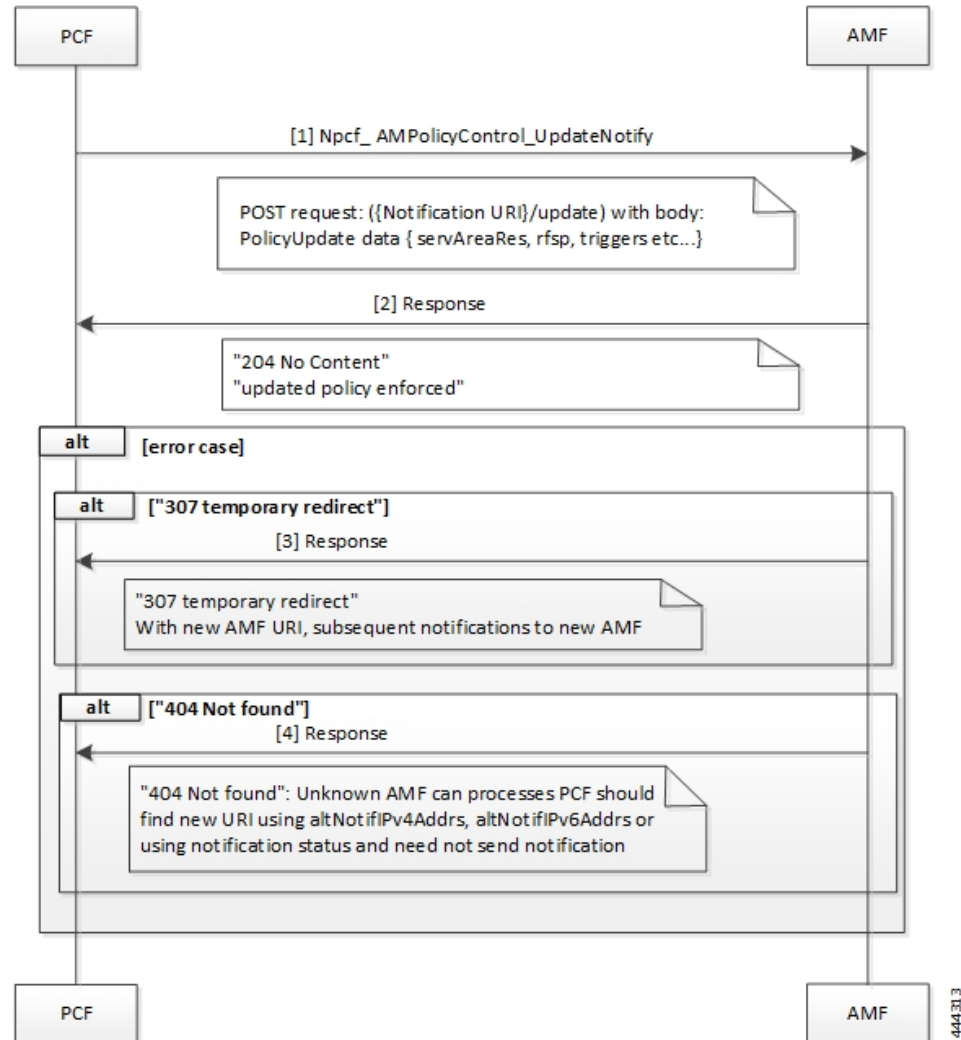 PCF
AMF
[1] Npcf_ AMPolicyControl_UpdateNotify
POST request: ({Notification URI}/update) with body:
PolicyUpdate data { servAreaRes, rfsp, triggers etc...}
[2] Response
"204 No Content"
"updated policy enforced"
alt
[error case]
alt
["307 temporary redirect"]
[3] Response
"307 temporary redirect"
With new AMF URI, subsequent notifications to new AMF
alt
["404 Not found"]
[4] Response
"404 Not found": Unknown AMF can processes PCF should
find new URI using altNotifIPv4Addrs, altNotifIPv6Addrs or
using notification status and need not send notification
PCF
AMF
444313